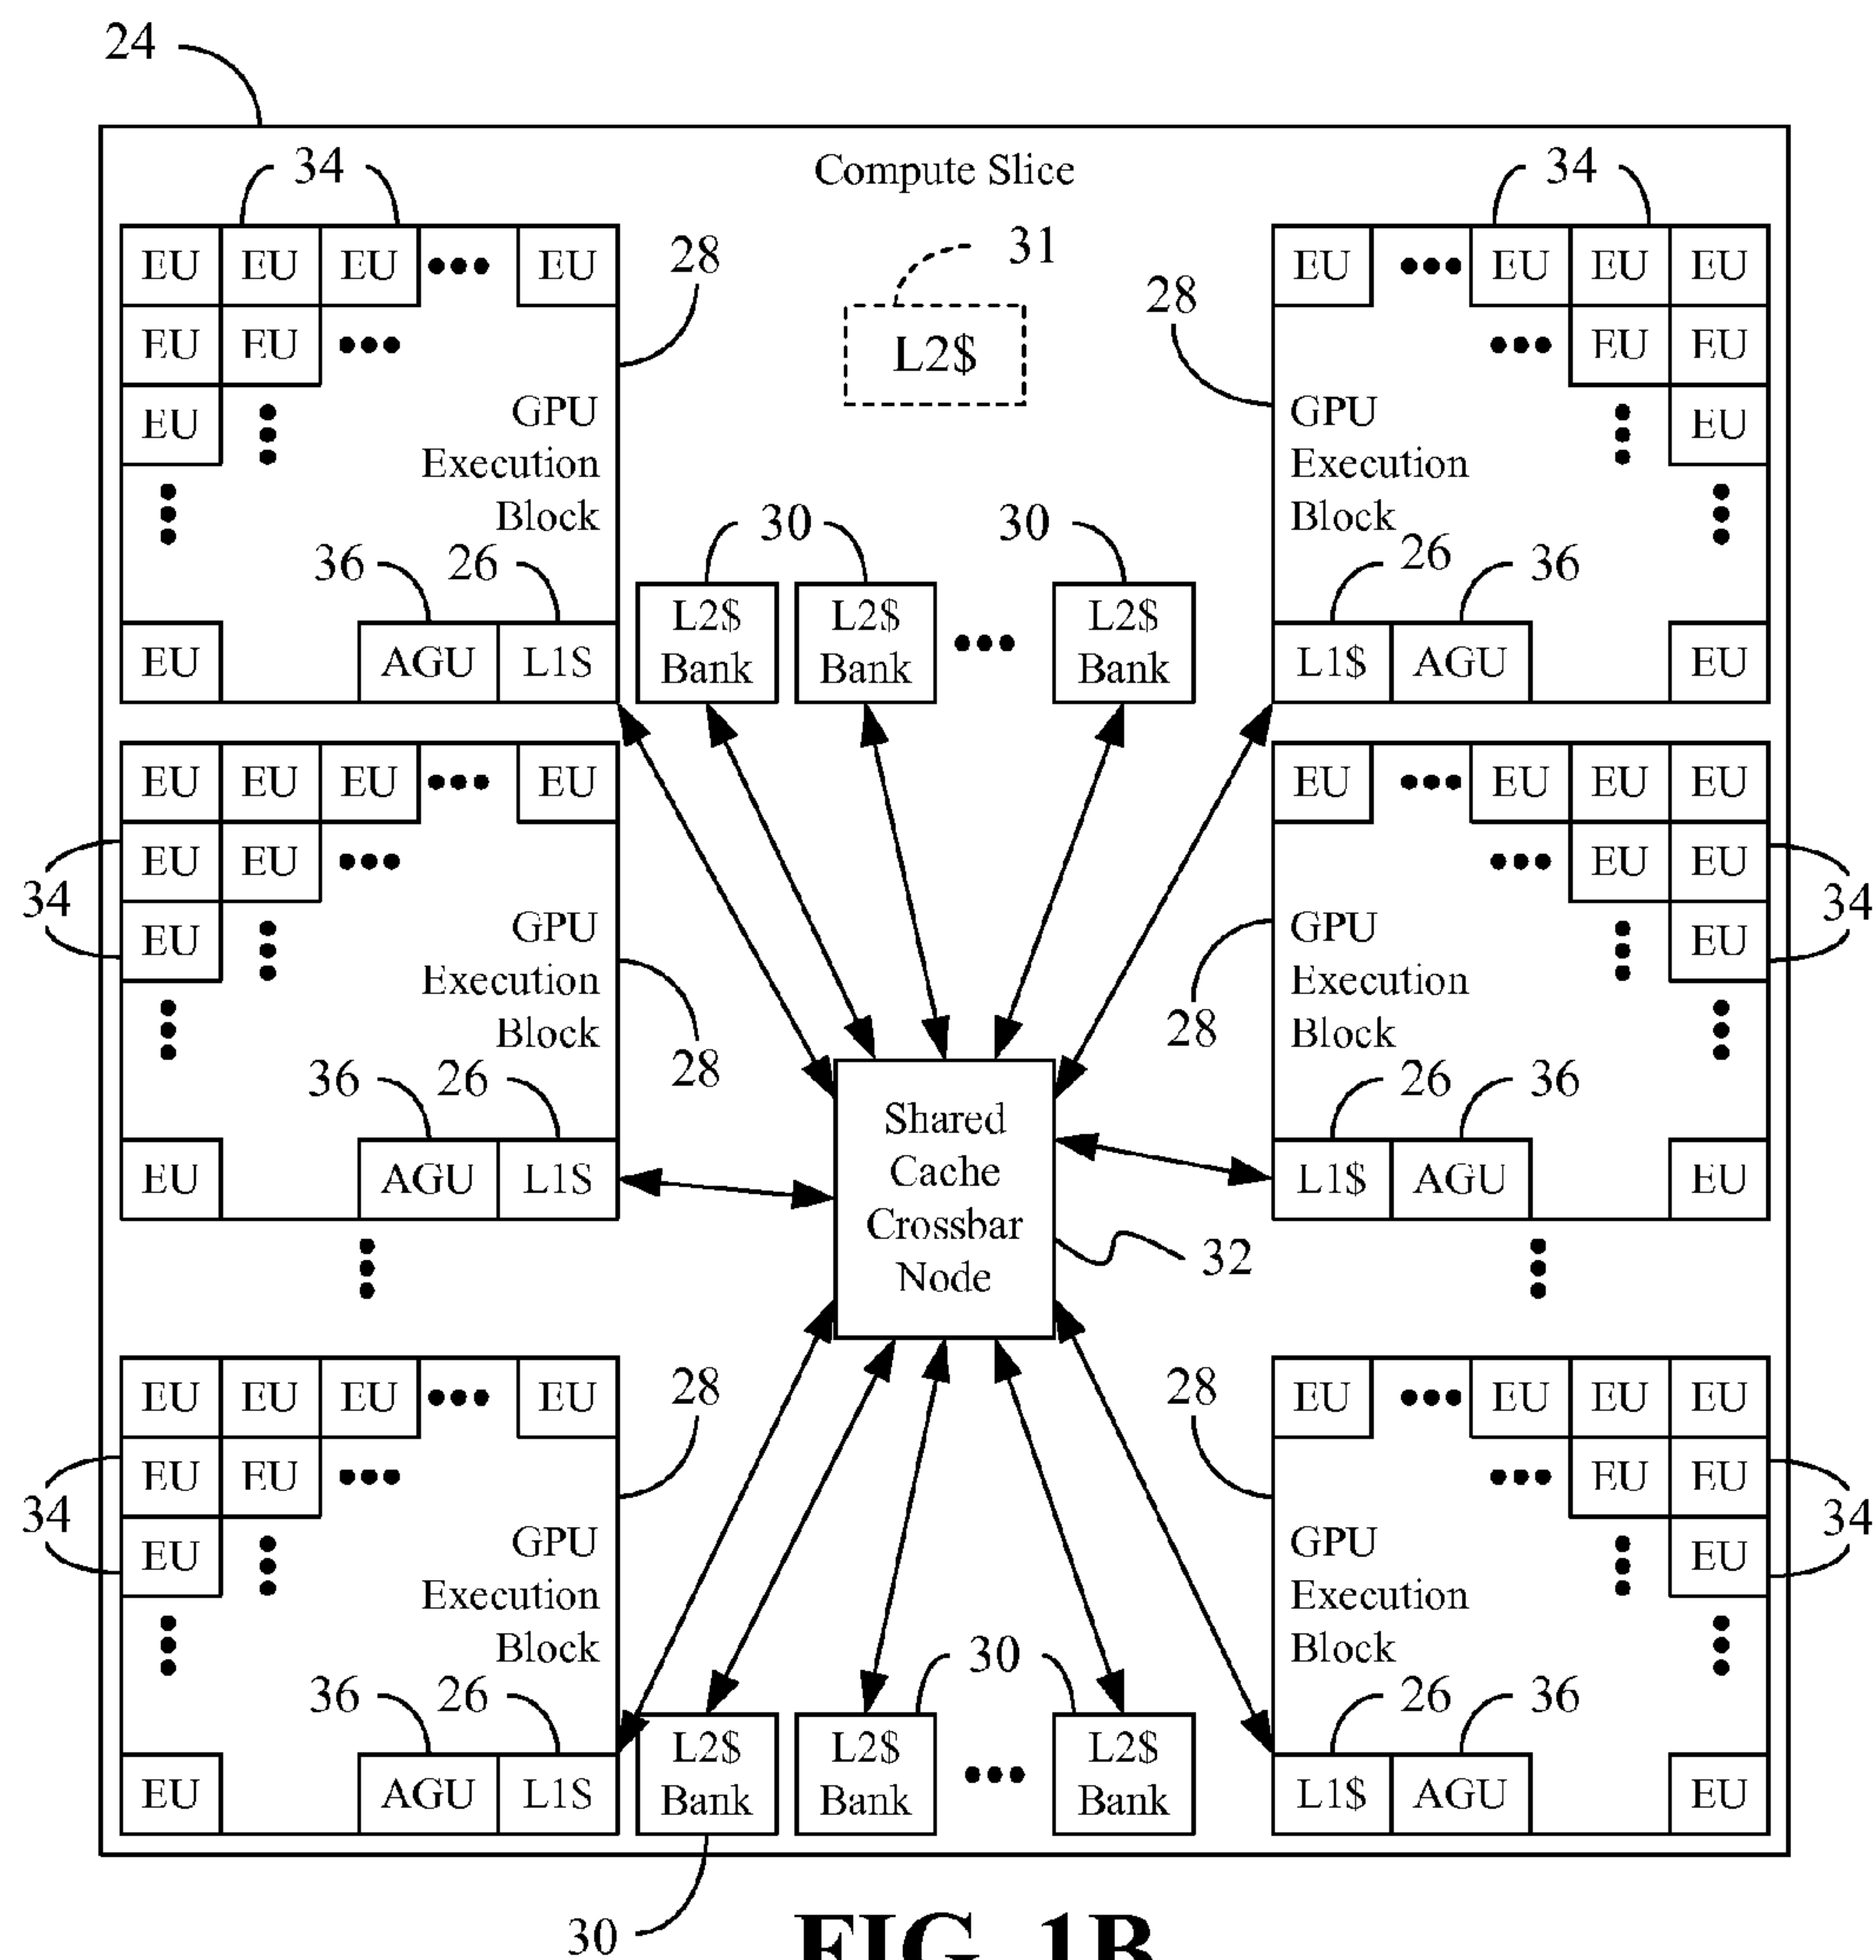 24
Compute Slice
34
34
EU EU EU ••• EU
31
EU ••• EU EU EU
28
28
EU EU •••
L2$
••• EU EU
EU
GPU
Execution
Block
GPU
Execution
Block
EU
36 26
30 30
26 36
EU AGU L1$
L2$
Bank
L2$
Bank
•••
L2$
Bank
L1$ AGU EU
EU EU EU ••• EU
EU ••• EU EU EU
34
EU EU •••
••• EU EU
34
EU
GPU
Execution
Block
GPU
Execution
Block
EU
28
28
36 26
26 36
EU AGU L1$
Shared
Cache
Crossbar
Node
L1$ AGU EU
32
EU EU EU ••• EU
28
28
EU ••• EU EU EU
34
EU EU •••
••• EU EU
34
EU
GPU
Execution
Block
GPU
Execution
Block
EU
36 26
30
26 36
EU AGU L1$
L2$
Bank
L2$
Bank
•••
L2$
Bank
L1$ AGU EU
30
FIG. 1B